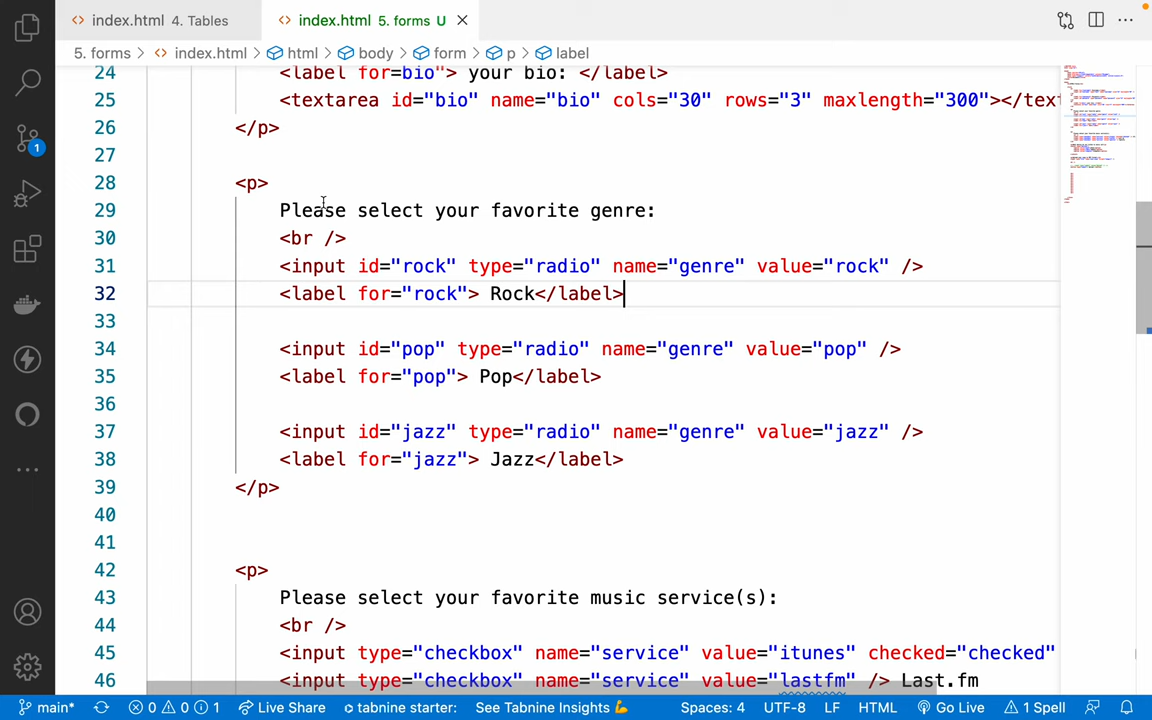 index.html 4. Tables
index.html 5. forms U
5. forms > index.html > html > body > form > p > label
24 <label for=bio"> your bio: </label>
25 <textarea id="bio" name="bio" cols="30" rows="3" maxlength="300"></text
26 </p>
27
28 <p>
29 Please select your favorite genre:
30 <br />
31 <input id="rock" type="radio" name="genre" value="rock" />
32 <label for="rock"> Rock</label>
33
34 <input id="pop" type="radio" name="genre" value="pop" />
35 <label for="pop"> Pop</label>
36
37 <input id="jazz" type="radio" name="genre" value="jazz" />
38 <label for="jazz"> Jazz</label>
39 </p>
40
41
42 <p>
43 Please select your favorite music service(s):
44 <br />
45 <input type="checkbox" name="service" value="itunes" checked="checked"
46 <input type="checkbox" name="service" value="lastfm" /> Last.fm
1
main* 0 0 1 Live Share tabnine starter: See Tabnine Insights 💪 Spaces: 4 UTF-8 LF HTML Go Live 1 Spell